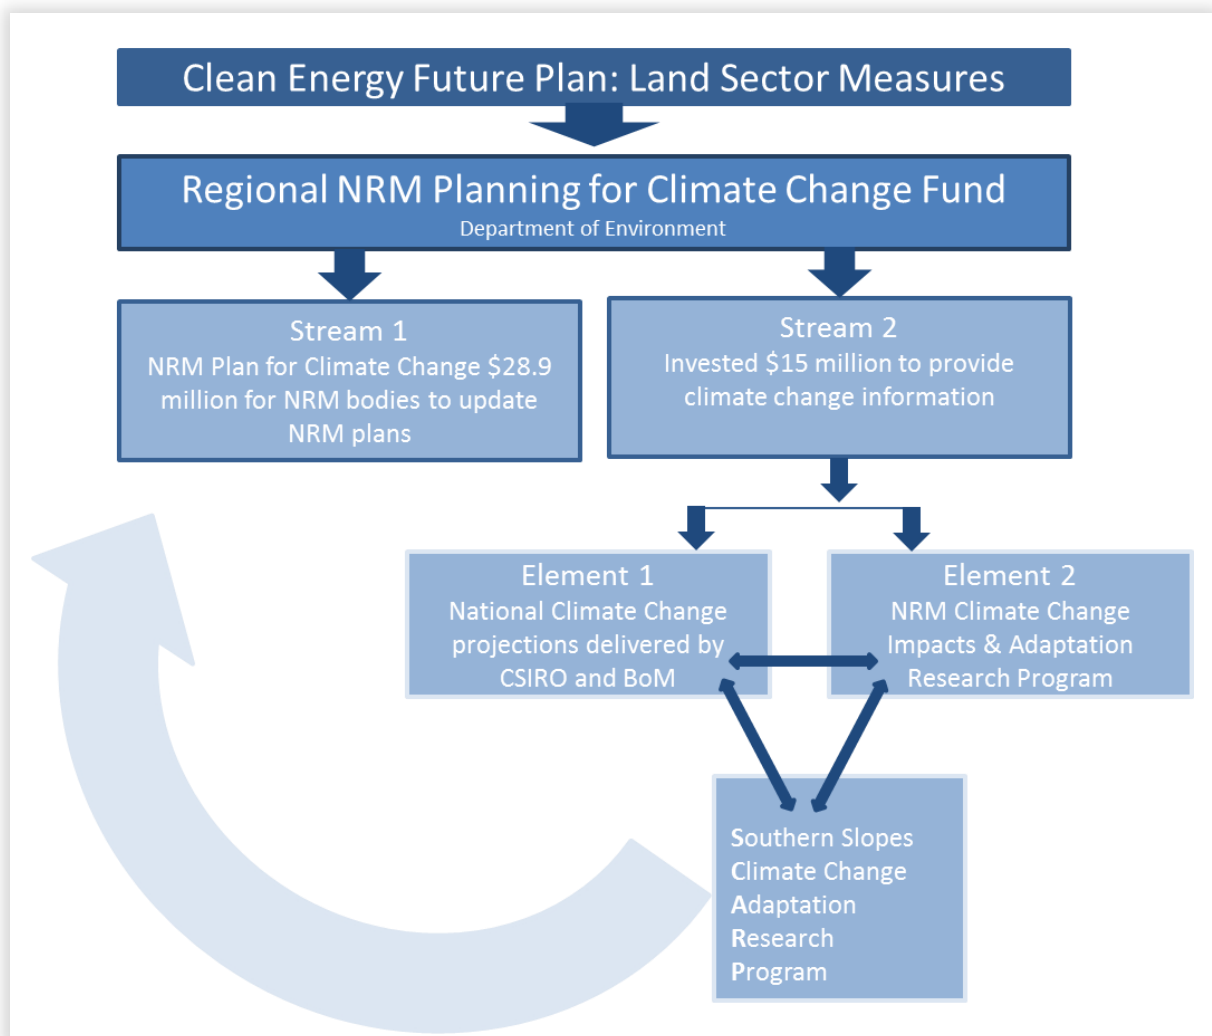 Clean Energy Future Plan: Land Sector Measures
Regional NRM Planning for Climate Change Fund
Department of Environment
Stream 1
NRM Plan for Climate Change $28.9
million for NRM bodies to update
NRM plans
Stream 2
Invested $15 million to provide
climate change information
Element 1
National Climate Change
projections delivered by
CSIRO and BoM
Element 2
NRM Climate Change
Impacts & Adaptation
Research Program
Southern Slopes
Climate Change
Adaptation
Research
Program